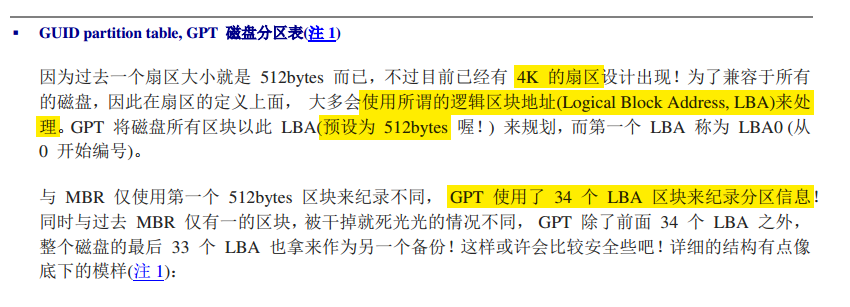 ▪ GUID partition table, GPT 磁盘分区表(注 1)
因为过去一个扇区大小就是 512bytes 而已，不过目前已经有 4K 的扇区设计出现！为了兼容于所有
的磁盘，因此在扇区的定义上面， 大多会使用所谓的逻辑区块地址(Logical Block Address, LBA)来处
理。GPT 将磁盘所有区块以此 LBA(预设为 512bytes 喔！) 来规划，而第一个 LBA 称为 LBA0 (从
0 开始编号)。
与 MBR 仅使用第一个 512bytes 区块来纪录不同， GPT 使用了 34 个 LBA 区块来纪录分区信息！
同时与过去 MBR 仅有一的区块，被干掉就死光光的情况不同， GPT 除了前面 34 个 LBA 之外，
整个磁盘的最后 33 个 LBA 也拿来作为另一个备份！这样或许会比较安全些吧！详细的结构有点像
底下的模样(注 1)：